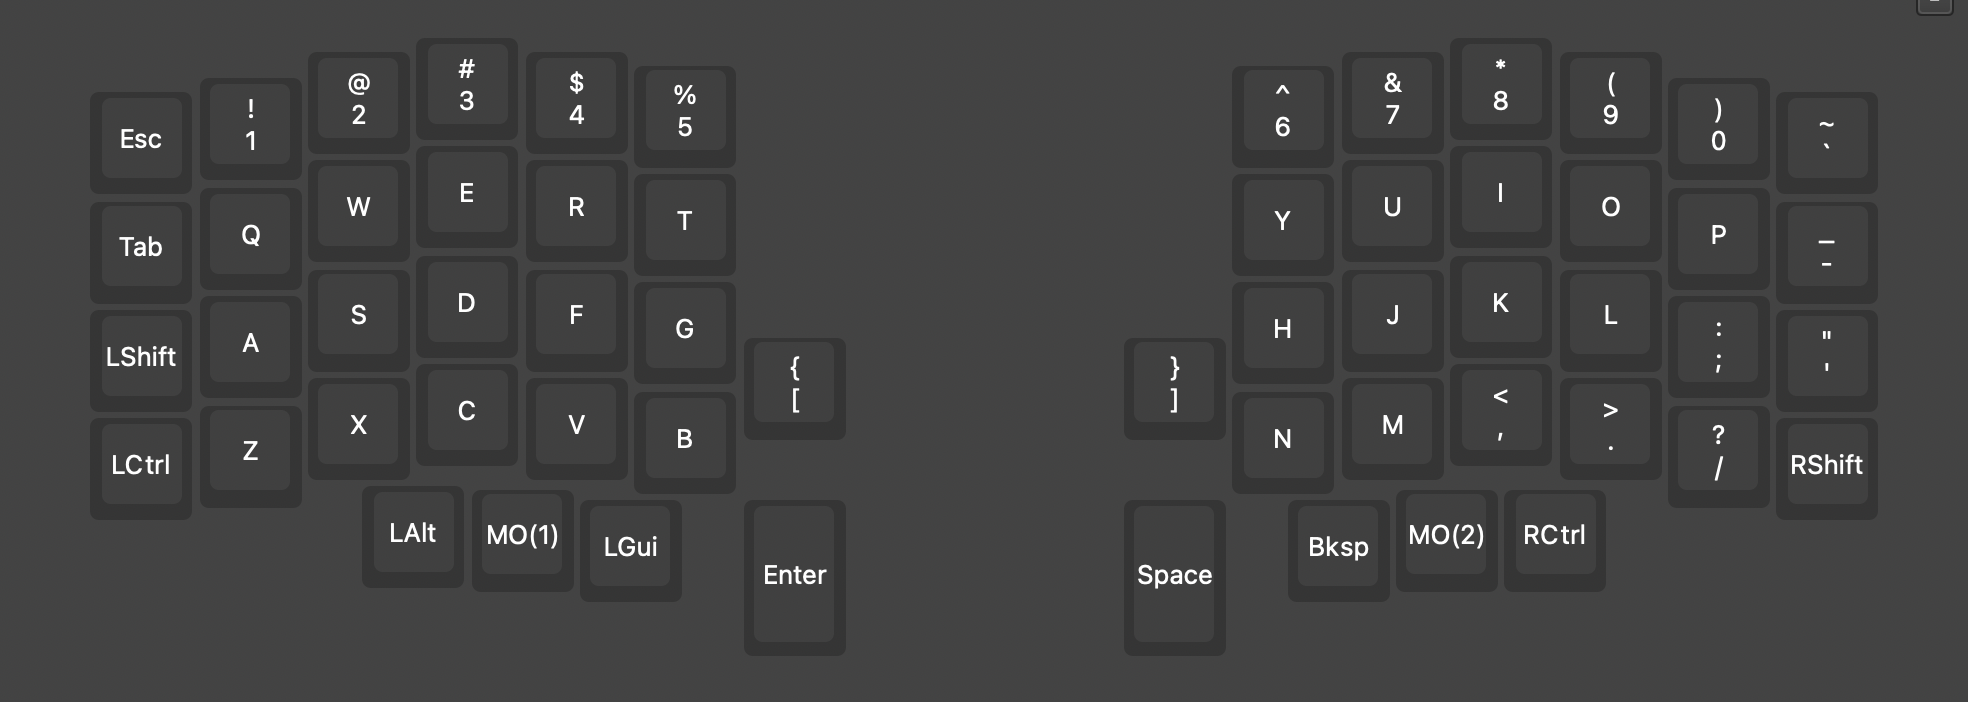 Esc ! 1 @ 2 # 3 $ 4 % 5 ^ 6 & 7 * 8 ( 9 ) 0 ~ `
Tab Q W E R T Y U I O P _ -
LShift A S D F G H J K L : ; " '
LCtrl Z X C V B { [ } ] N M < , > . ? / RShift
LAlt MO(1) LGui Enter Space Bksp MO(2) RCtrl